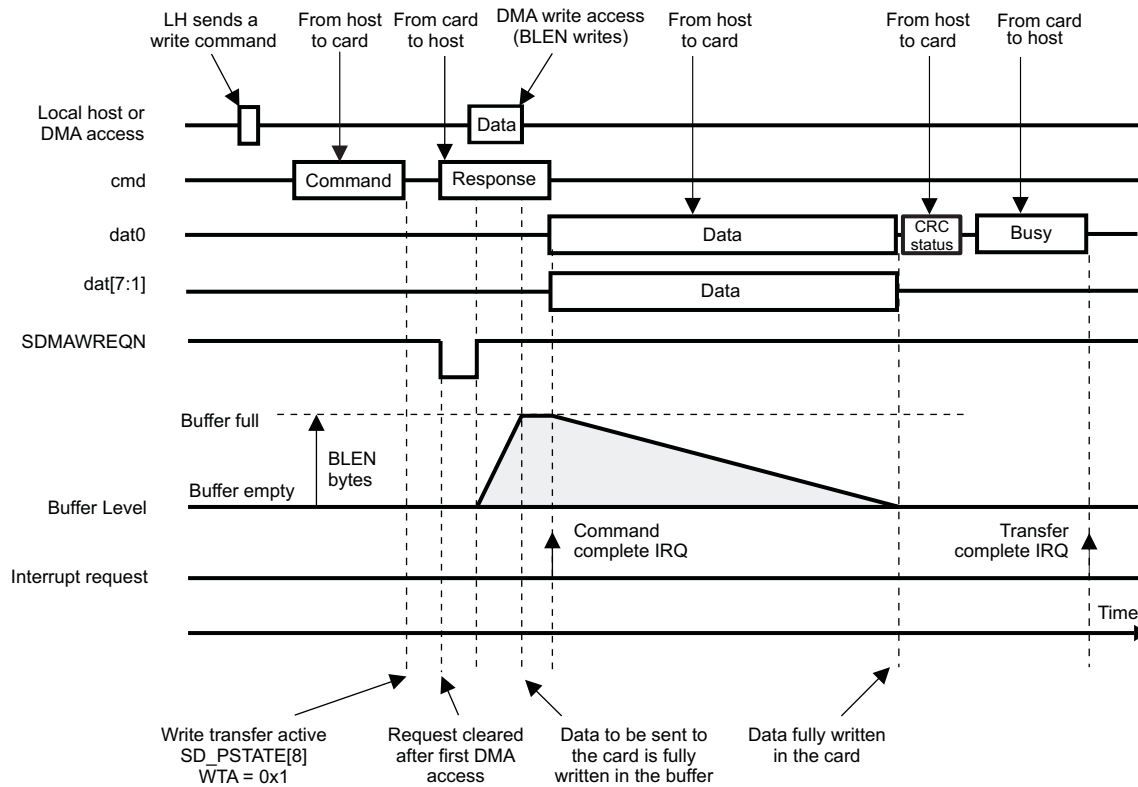 LH sends a
write command
From host
to card
From card
to host
DMA write access
(BLEN writes)
From host
to card
From host
to card
From card
to host
Local host or
DMA access
Data
cmd
Command
Response
dat0
Data
CRC
status
Busy
dat[7:1]
Data
SDMAWREQN
Buffer full
BLEN
bytes
Buffer empty
Buffer Level
Command
complete IRQ
Transfer
complete IRQ
Interrupt request
Time
Write transfer active
SD_PSTATE[8]
WTA = 0x1
Request cleared
after first DMA
access
Data to be sent to
the card is fully
written in the buffer
Data fully written
in the card